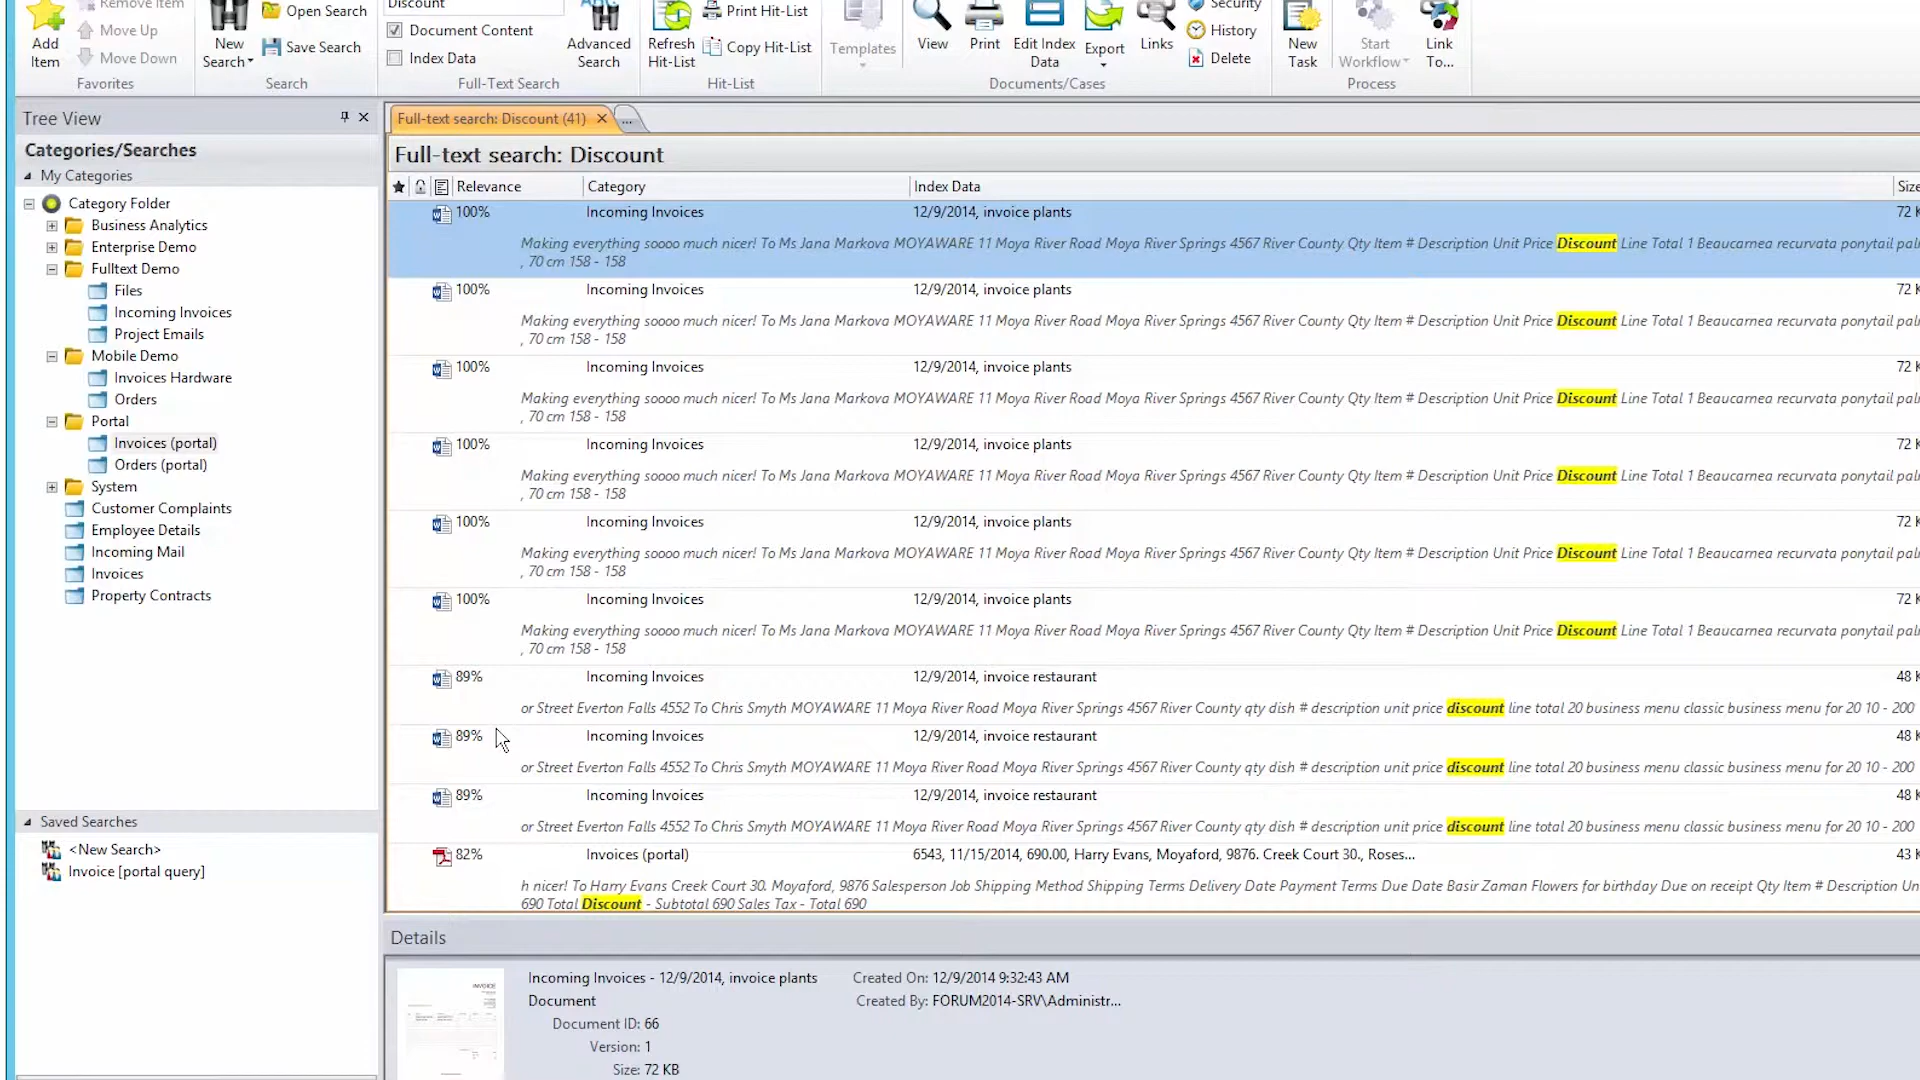 Remove Item
Add
Item
Move Up
Move Down
Favorites
New
Search
Open Search
Save Search
Search
Discount
Document Content
Index Data
Advanced
Search
Full-Text Search
Refresh
Hit-List
Print Hit-List
Copy Hit-List
Hit-List
Templates
View
Print
Edit Index
Data
Export
Links
Security
History
Delete
Documents/Cases
New
Task
Start
Workflow
Link
To...
Process
Tree View
Categories/Searches
My Categories
Category Folder
Business Analytics
Enterprise Demo
Fulltext Demo
Files
Incoming Invoices
Project Emails
Mobile Demo
Invoices Hardware
Orders
Portal
Invoices (portal)
Orders (portal)
System
Customer Complaints
Employee Details
Incoming Mail
Invoices
Property Contracts
Saved Searches
<New Search>
Invoice [portal query]
Full-text search: Discount (41)
...
Full-text search: Discount
Relevance Category Index Data Size
100% Incoming Invoices 12/9/2014, invoice plants 72
Making everything soooo much nicer! To Ms Jana Markova MOYAWARE 11 Moya River Road Moya River Springs 4567 River County Qty Item # Description Unit Price Discount Line Total 1 Beaucarnea recurvata ponytail
, 70 cm 158 - 158
100% Incoming Invoices 12/9/2014, invoice plants 72
Making everything soooo much nicer! To Ms Jana Markova MOYAWARE 11 Moya River Road Moya River Springs 4567 River County Qty Item # Description Unit Price Discount Line Total 1 Beaucarnea recurvata ponytail
, 70 cm 158 - 158
100% Incoming Invoices 12/9/2014, invoice plants 72
Making everything soooo much nicer! To Ms Jana Markova MOYAWARE 11 Moya River Road Moya River Springs 4567 River County Qty Item # Description Unit Price Discount Line Total 1 Beaucarnea recurvata ponytail
, 70 cm 158 - 158
100% Incoming Invoices 12/9/2014, invoice plants 72
Making everything soooo much nicer! To Ms Jana Markova MOYAWARE 11 Moya River Road Moya River Springs 4567 River County Qty Item # Description Unit Price Discount Line Total 1 Beaucarnea recurvata ponytail
, 70 cm 158 - 158
100% Incoming Invoices 12/9/2014, invoice plants 72
Making everything soooo much nicer! To Ms Jana Markova MOYAWARE 11 Moya River Road Moya River Springs 4567 River County Qty Item # Description Unit Price Discount Line Total 1 Beaucarnea recurvata ponytail
, 70 cm 158 - 158
100% Incoming Invoices 12/9/2014, invoice plants 72
Making everything soooo much nicer! To Ms Jana Markova MOYAWARE 11 Moya River Road Moya River Springs 4567 River County Qty Item # Description Unit Price Discount Line Total 1 Beaucarnea recurvata ponytail
, 70 cm 158 - 158
89% Incoming Invoices 12/9/2014, invoice restaurant 48
or Street Everton Falls 4552 To Chris Smyth MOYAWARE 11 Moya River Road Moya River Springs 4567 River County qty dish # description unit price discount line total 20 business menu classic business menu for 20 10 - 200
89% Incoming Invoices 12/9/2014, invoice restaurant 48
or Street Everton Falls 4552 To Chris Smyth MOYAWARE 11 Moya River Road Moya River Springs 4567 River County qty dish # description unit price discount line total 20 business menu classic business menu for 20 10 - 200
89% Incoming Invoices 12/9/2014, invoice restaurant 48
or Street Everton Falls 4552 To Chris Smyth MOYAWARE 11 Moya River Road Moya River Springs 4567 River County qty dish # description unit price discount line total 20 business menu classic business menu for 20 10 - 200
82% Invoices (portal) 6543, 11/15/2014, 690.00, Harry Evans, Moyaford, 9876. Creek Court 30., Roses... 43
h nicer! To Harry Evans Creek Court 30. Moyaford, 9876 Salesperson Job Shipping Method Shipping Terms Delivery Date Payment Terms Due Date Basir Zaman Flowers for birthday Due on receipt Qty Item # Description Un
690 Total Discount - Subtotal 690 Sales Tax - Total 690
Details
INVOICE
Incoming Invoices - 12/9/2014, invoice plants
Document
Document ID: 66
Version: 1
Size: 72 KB
Created On: 12/9/2014 9:32:43 AM
Created By: FORUM2014-SRV\Administr...